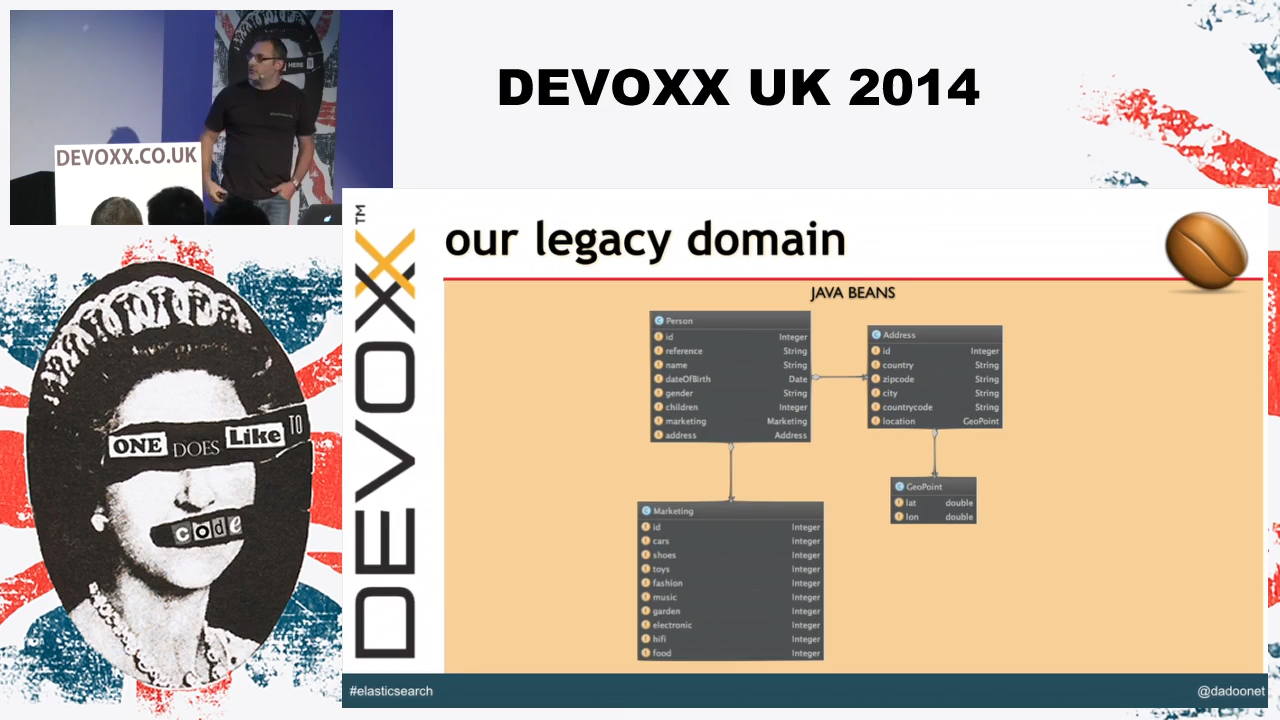 DEVOXX UK 2014
HERE
DEVOXX.CO.UK
DEVOXX™
our legacy domain
JAVA BEANS
Person
id Integer
reference String
name String
dateOfBirth Date
gender String
children Integer
marketing Marketing
address Address
Address
id Integer
country String
zipcode String
city String
countrycode String
location GeoPoint
GeoPoint
lat double
lon double
Marketing
id Integer
cars Integer
shoes Integer
toys Integer
fashion Integer
music Integer
garden Integer
electronic Integer
hifi Integer
food Integer
ONE DOES Like TO
code
#elasticsearch
@dadoonet